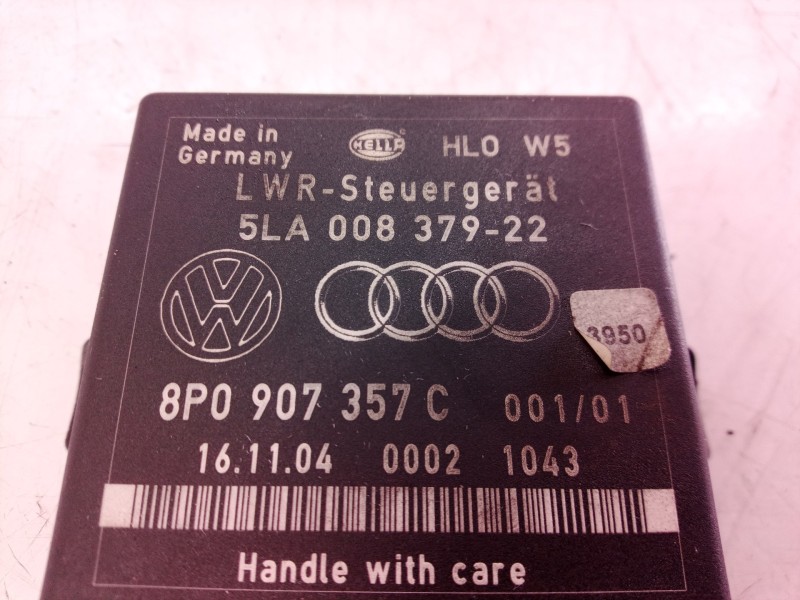 Made in
Germany
HELLA
HL0 W5
LWR-Steuergerät
5LA 008 379-22
3950
8P0 907 357 C 001/01
16.11.04 0002 1043
Handle with care